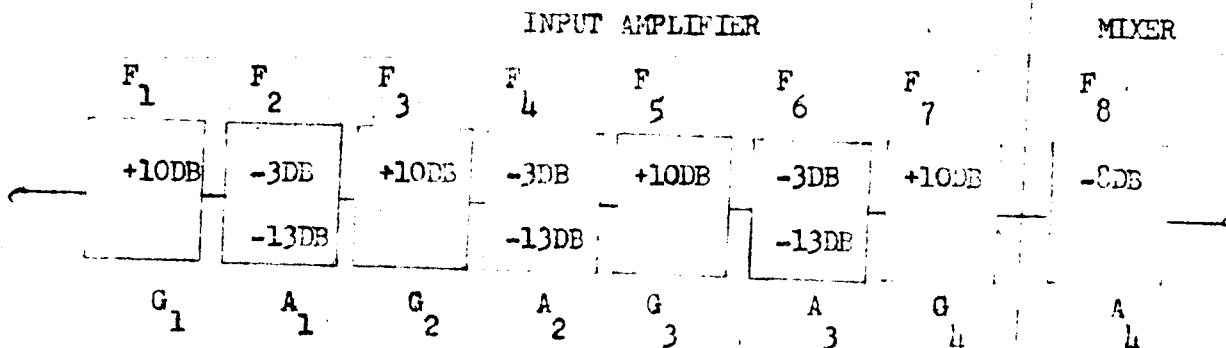 INPUT AMPLIFIER MIXER
F1 F2 F3 F4 F5 F6 F7 F8
+10DB -3DB +10DB -3DB +10DB -3DB +10DB -8DB
-13DB -13DB -13DB
G1 A1 G2 A2 G3 A3 G4 A4